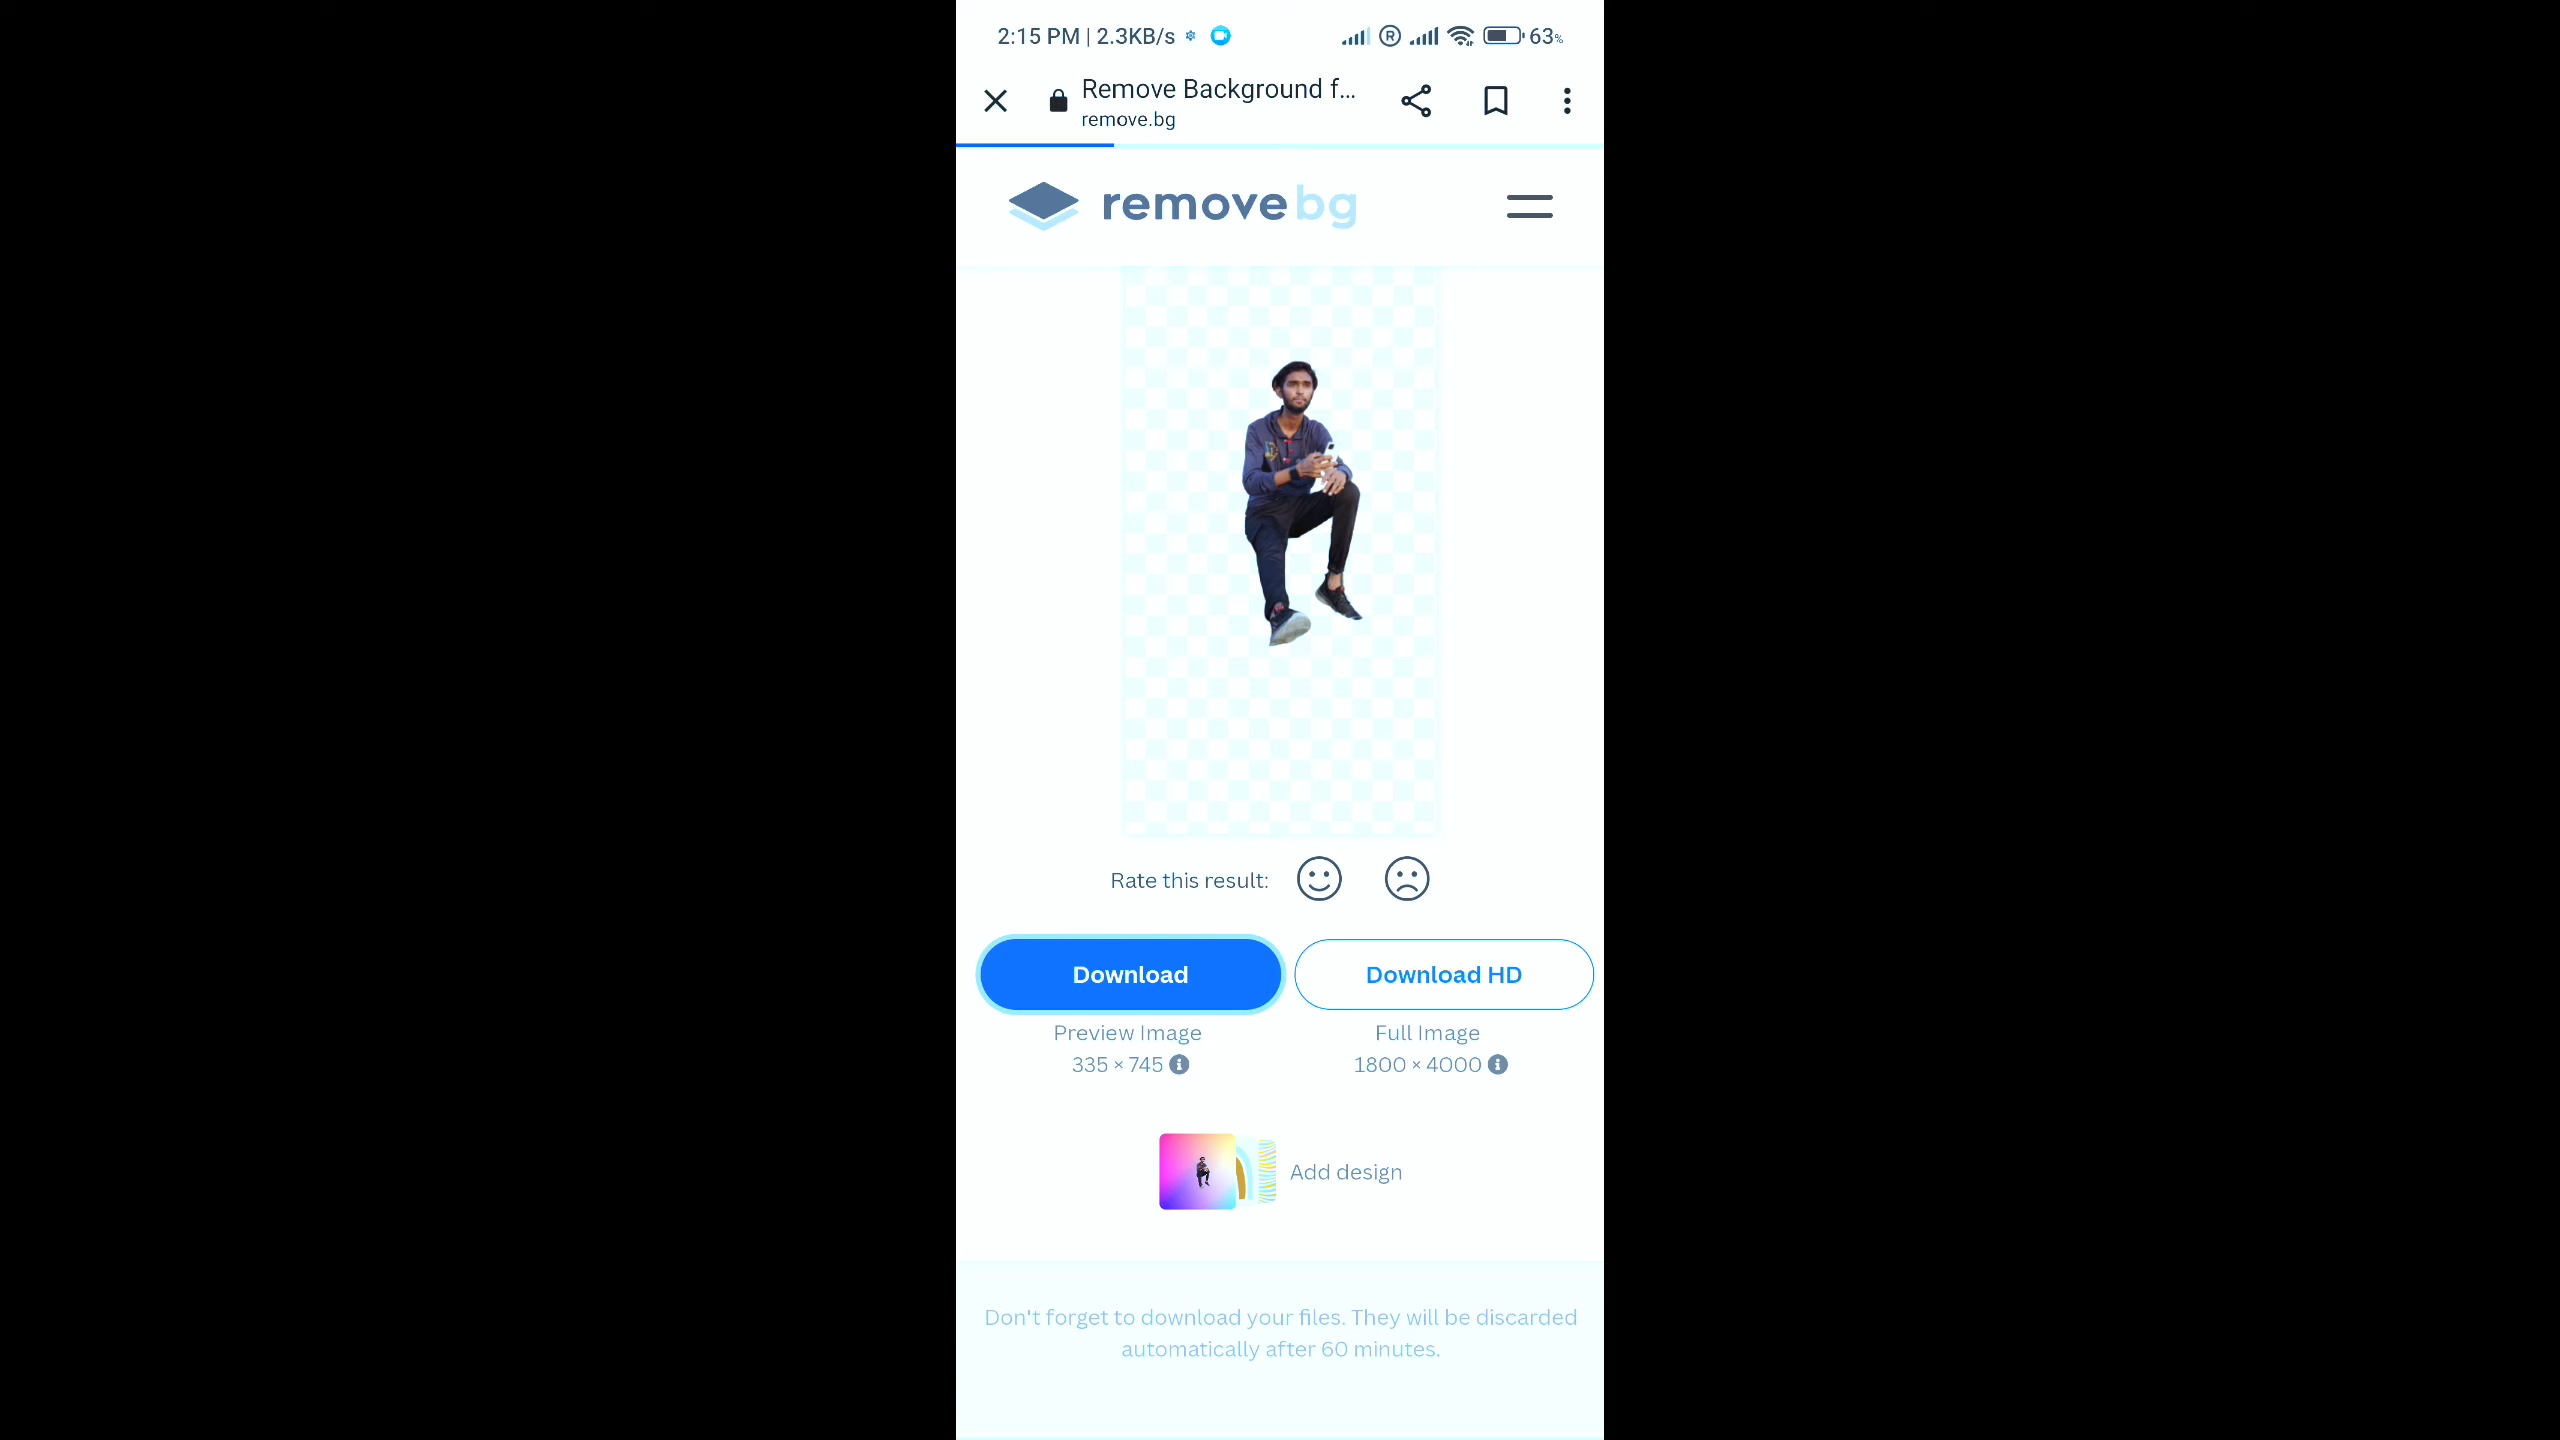 2:15 PM | 2.3KB/s
R
63%
Remove Background f...
remove.bg
removebg
Rate this result:
Download
Download HD
Preview Image
Full Image
335 × 745
1800 × 4000
Add design
Don't forget to download your files. They will be discarded
automatically after 60 minutes.